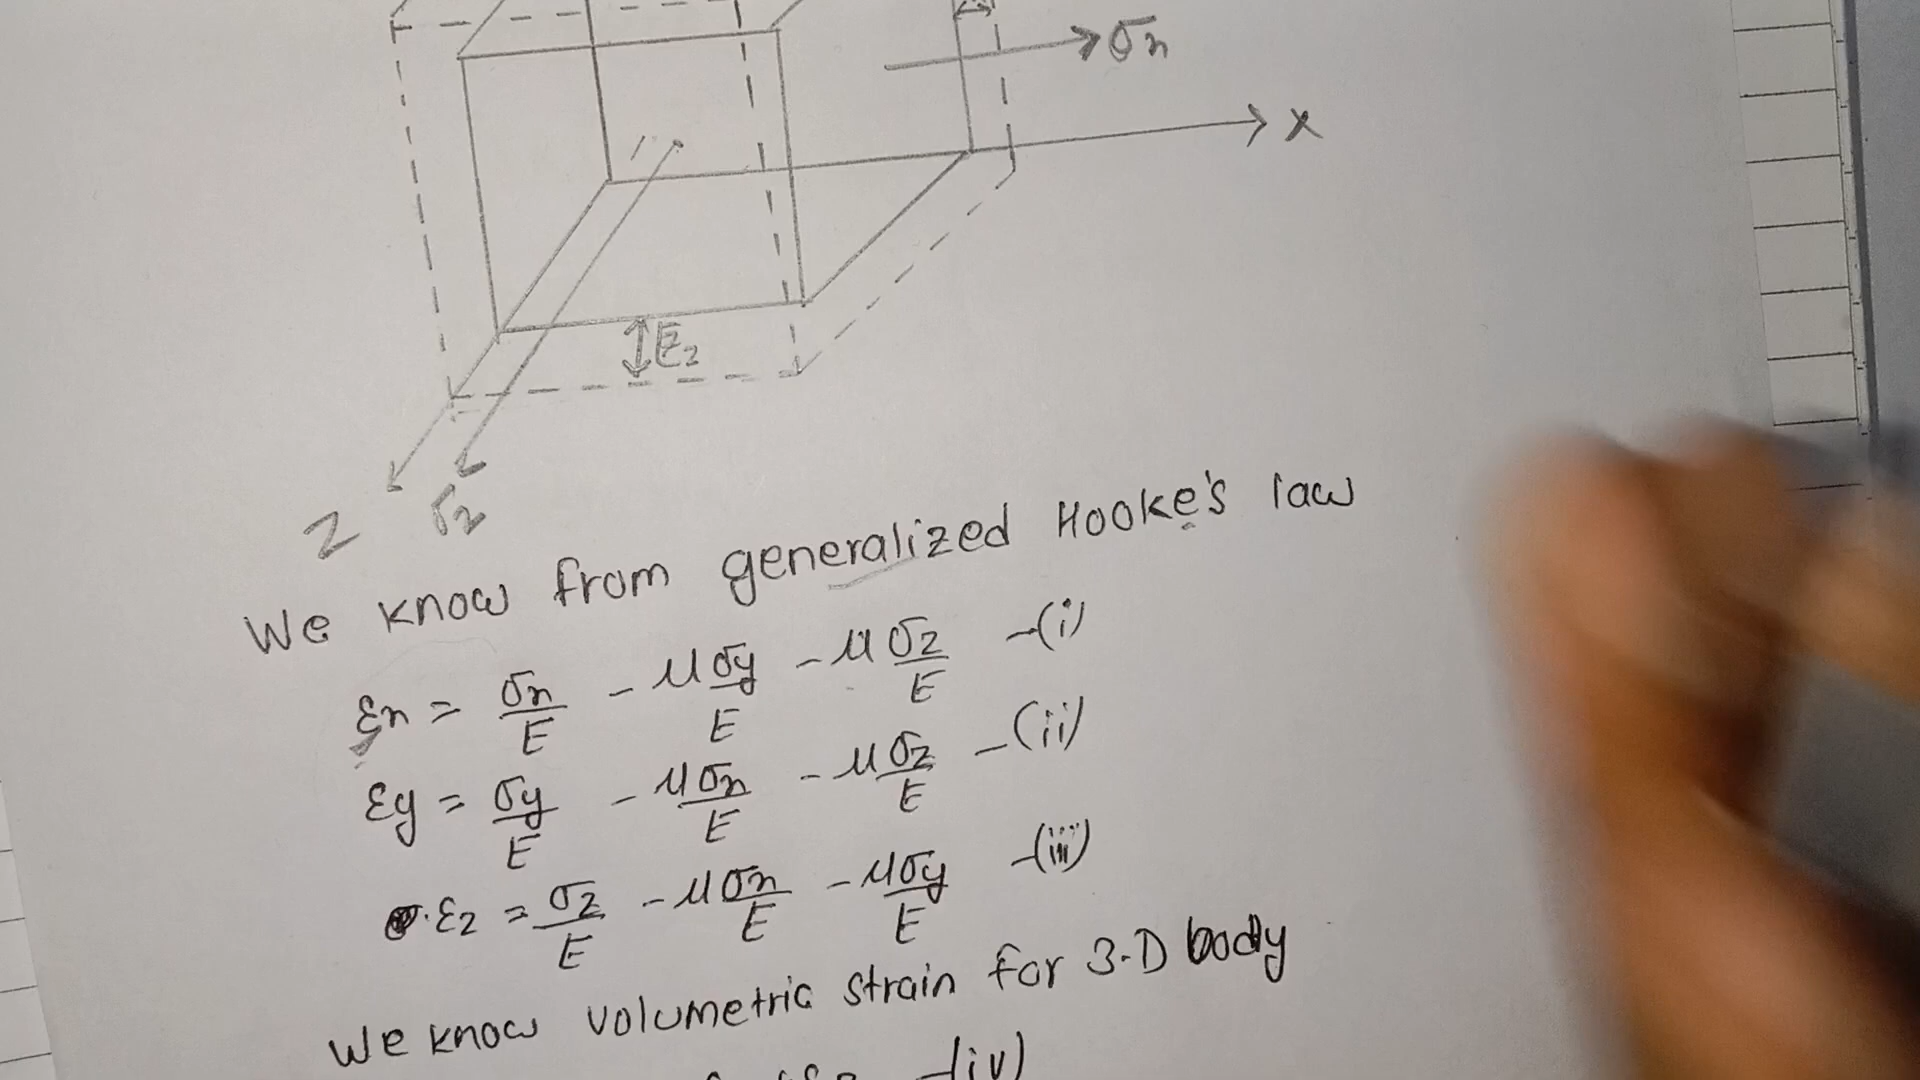 σx
x
Ez
Z
σz
We know from generalized Hooke's law
εx = σx/E - μσy/E - μσz/E -(i)
εy = σy/E - μσx/E - μσz/E -(ii)
εz = σz/E - μσx/E - μσy/E -(iii)
We know volumetric strain for 3-D body
-(iv)